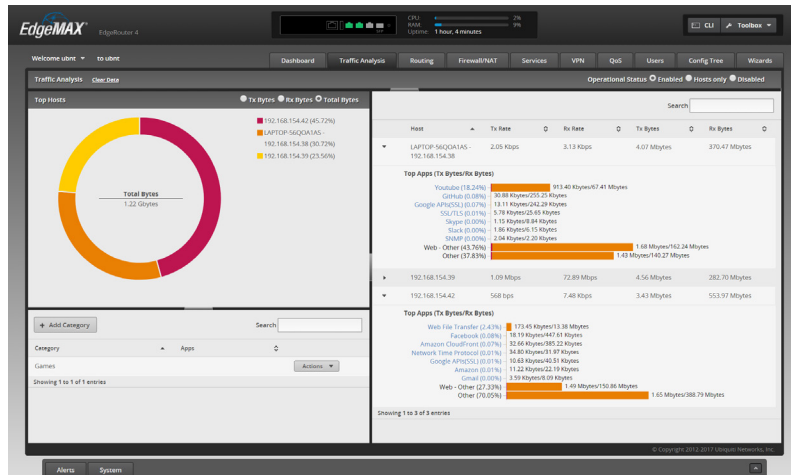 EdgeMAX®
EdgeRouter 4
SFP
CPU: 2%
RAM: 9%
Uptime: 1 hour, 4 minutes
CLI
Toolbox
Welcome ubnt to ubnt
Dashboard Traffic Analysis Routing Firewall/NAT Services VPN QoS Users Config Tree Wizards
Traffic Analysis Clear Data
Operational Status Enabled Hosts only Disabled
Top Hosts
Tx Bytes Rx Bytes Total Bytes
192.168.154.42 (45.72%)
LAPTOP-S6QOA1AS -
192.168.154.38 (30.72%)
192.168.154.39 (23.56%)
Total Bytes
1.22 Gbytes
+ Add Category
Search
Category Apps
Games Actions
Showing 1 to 1 of 1 entries
Search
Host Tx Rate Rx Rate Tx Bytes Rx Bytes
LAPTOP-S6QOA1AS - 2.05 Kbps 3.13 Kbps 4.07 Mbytes 370.47 Mbytes
192.168.154.38
Top Apps (Tx Bytes/Rx Bytes)
Youtube (18.24%) 913.40 Kbytes/67.41 Mbytes
GitHub (0.08%) 30.88 Kbytes/255.25 Kbytes
Google APIs(SSL) (0.07%) 13.11 Kbytes/242.29 Kbytes
SSL/TLS (0.01%) 5.78 Kbytes/25.65 Kbytes
Skype (0.00%) 1.15 Kbytes/8.84 Kbytes
Slack (0.00%) 1.86 Kbytes/6.15 Kbytes
SNMP (0.00%) 2.04 Kbytes/2.20 Kbytes
Web - Other (43.76%) 1.68 Mbytes/162.24 Mbytes
Other (37.83%) 1.43 Mbytes/140.27 Mbytes
192.168.154.39 1.09 Mbps 72.89 Mbps 4.56 Mbytes 282.70 Mbytes
192.168.154.42 568 bps 7.48 Kbps 3.43 Mbytes 553.97 Mbytes
Top Apps (Tx Bytes/Rx Bytes)
Web File Transfer (2.43%) 173.45 Kbytes/13.38 Mbytes
Facebook (0.08%) 18.19 Kbytes/447.61 Kbytes
Amazon CloudFront (0.07%) 32.66 Kbytes/385.22 Kbytes
Network Time Protocol (0.01%) 34.80 Kbytes/31.97 Kbytes
Google APIs(SSL) (0.01%) 10.63 Kbytes/40.51 Kbytes
Amazon (0.01%) 11.22 Kbytes/22.19 Kbytes
Gmail (0.00%) 3.59 Kbytes/8.09 Kbytes
Web - Other (27.33%) 1.49 Mbytes/150.86 Mbytes
Other (70.05%) 1.65 Mbytes/388.79 Mbytes
Showing 1 to 3 of 3 entries
© Copyright 2012-2017 Ubiquiti Networks, Inc.
Alerts System